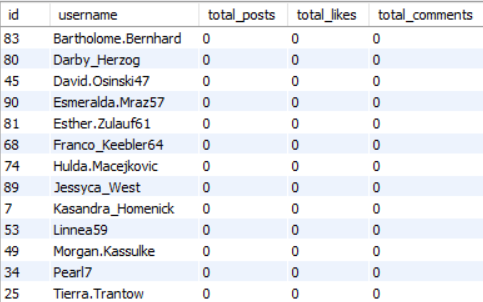 id username total_posts total_likes total_comments
83 Bartholome.Bernhard 0 0 0
80 Darby_Herzog 0 0 0
45 David.Osinski47 0 0 0
90 Esmeralda.Mraz57 0 0 0
81 Esther.Zulauf61 0 0 0
68 Franco_Keebler64 0 0 0
74 Hulda.Macejkovic 0 0 0
89 Jessyca_West 0 0 0
7 Kasandra_Homenick 0 0 0
53 Linnea59 0 0 0
49 Morgan.Kassulke 0 0 0
34 Pearl7 0 0 0
25 Tierra.Trantow 0 0 0